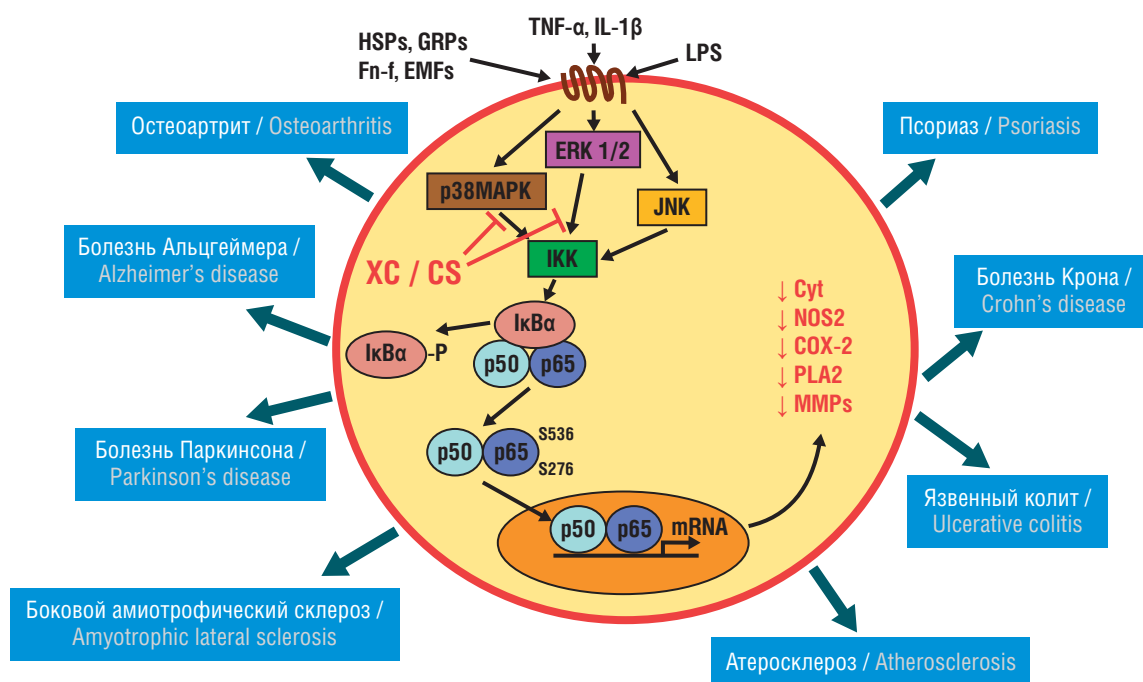 TNF-α, IL-1β
HSPs, GRPs
Fn-f, EMFs
LPS
Остеоартрит / Osteoarthritis
Псориаз / Psoriasis
ERK 1/2
p38MAPK
JNK
Болезнь Альцгеймера /
Alzheimer's disease
ХС / CS
IKK
Болезнь Крона /
Crohn's disease
↓ Cyt
↓ NOS2
↓ COX-2
↓ PLA2
↓ MMPs
IκBα
IκBα -P
p50 p65
Болезнь Паркинсона /
Parkinson's disease
p50 p65
S536
S276
Язвенный колит /
Ulcerative colitis
p50 p65 mRNA
Боковой амиотрофический склероз /
Amyotrophic lateral sclerosis
Атеросклероз / Atherosclerosis